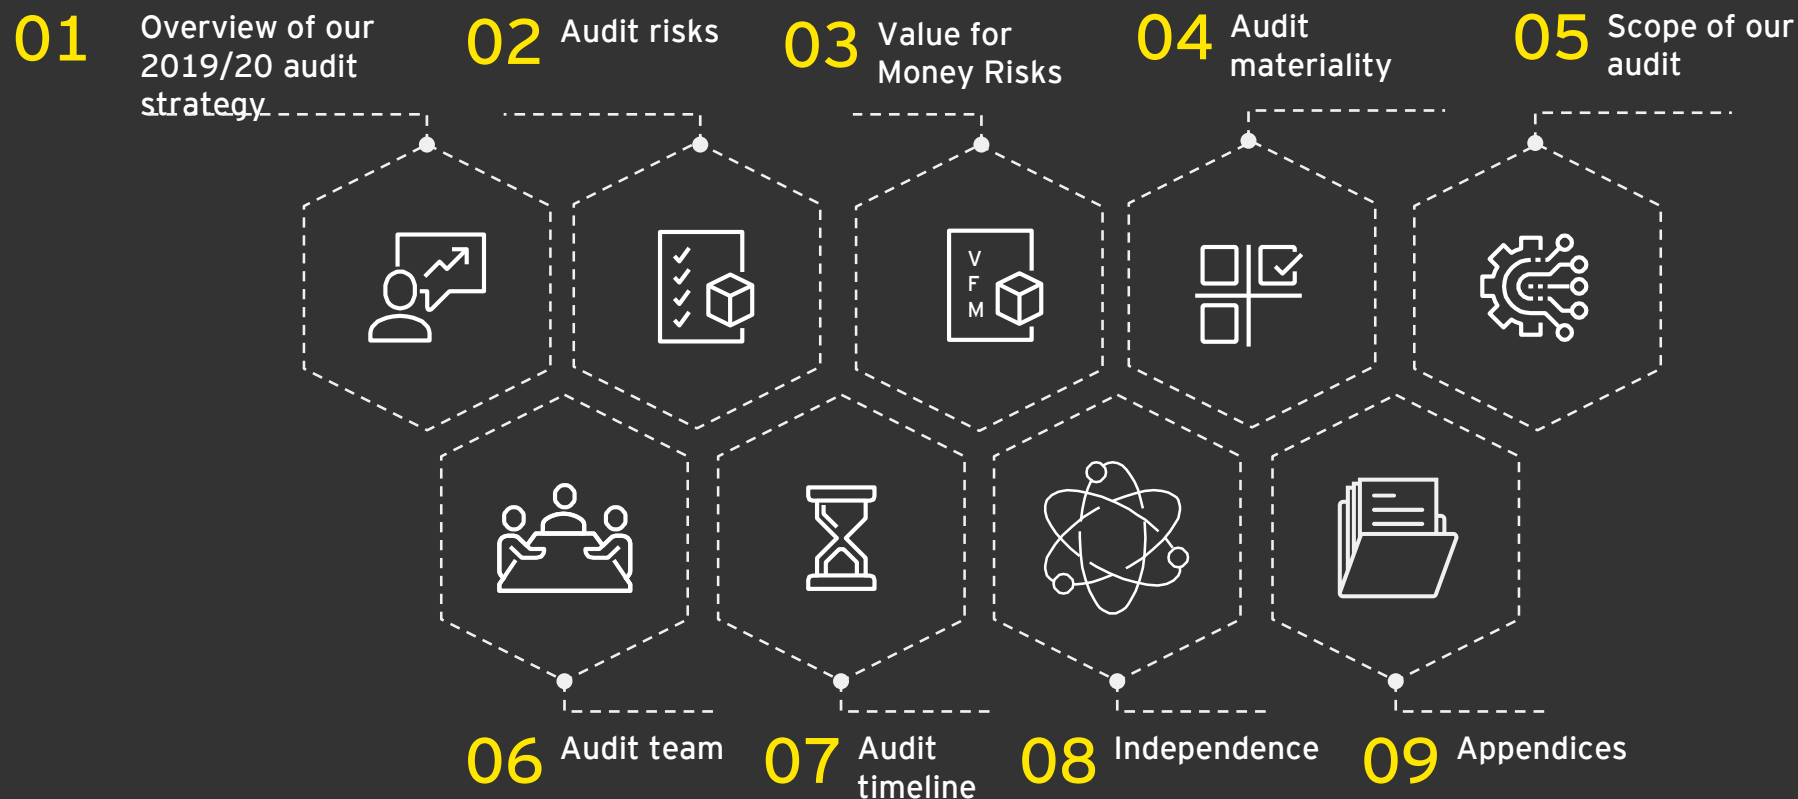 01
Overview of our
2019/20 audit
strategy
02
Audit risks
03
Value for
Money Risks
04
Audit
materiality
05
Scope of our
audit
V
F
M
06
Audit team
07
Audit
timeline
08
Independence
09
Appendices